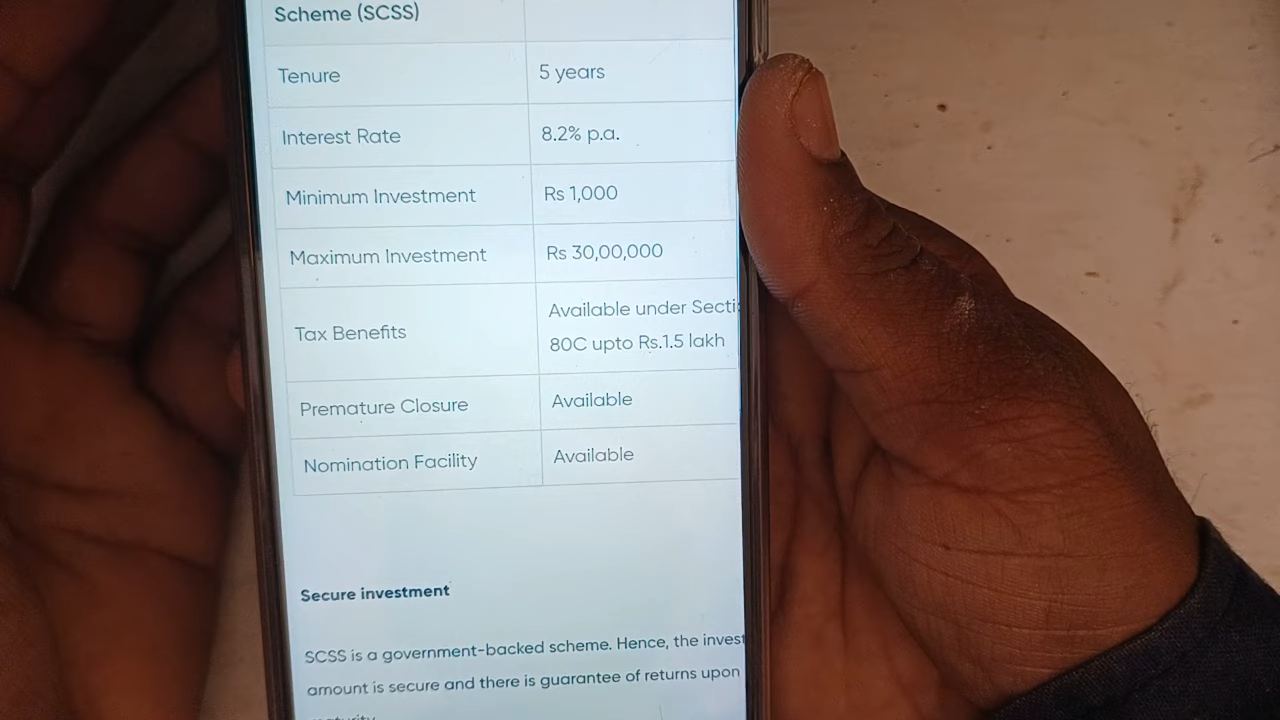 Scheme (SCSS)
Tenure 5 years
Interest Rate 8.2% p.a.
Minimum Investment Rs 1,000
Maximum Investment Rs 30,00,000
Tax Benefits Available under Secti
80C upto Rs.1.5 lakh
Premature Closure Available
Nomination Facility Available
Secure investment
SCSS is a government-backed scheme. Hence, the invest
amount is secure and there is guarantee of returns upon